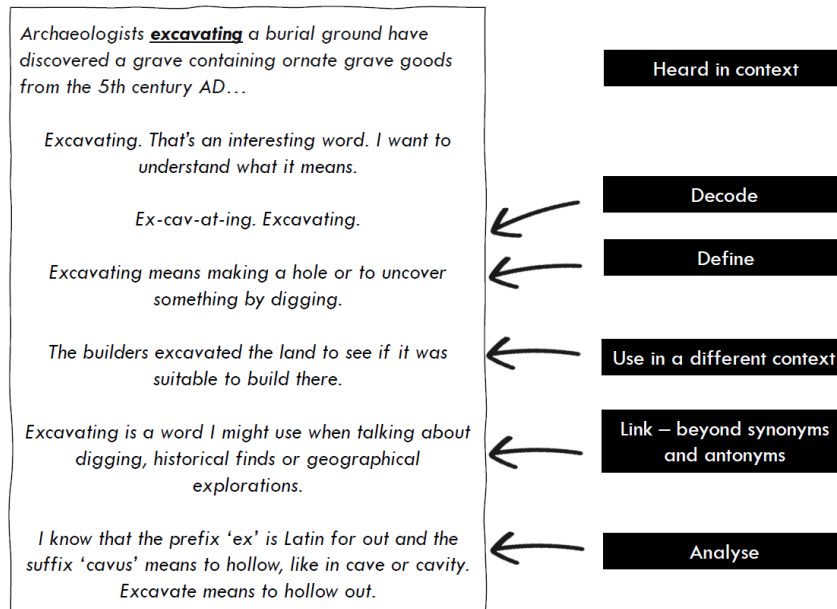 Archaeologists excavating a burial ground have
discovered a grave containing ornate grave goods
from the 5th century AD…
Heard in context
Excavating. That's an interesting word. I want to
understand what it means.
Decode
Ex-cav-at-ing. Excavating.
Define
Excavating means making a hole or to uncover
something by digging.
The builders excavated the land to see if it was
suitable to build there.
Use in a different context
Excavating is a word I might use when talking about
digging, historical finds or geographical
explorations.
Link – beyond synonyms
and antonyms
I know that the prefix 'ex' is Latin for out and the
suffix 'cavus' means to hollow, like in cave or cavity.
Excavate means to hollow out.
Analyse